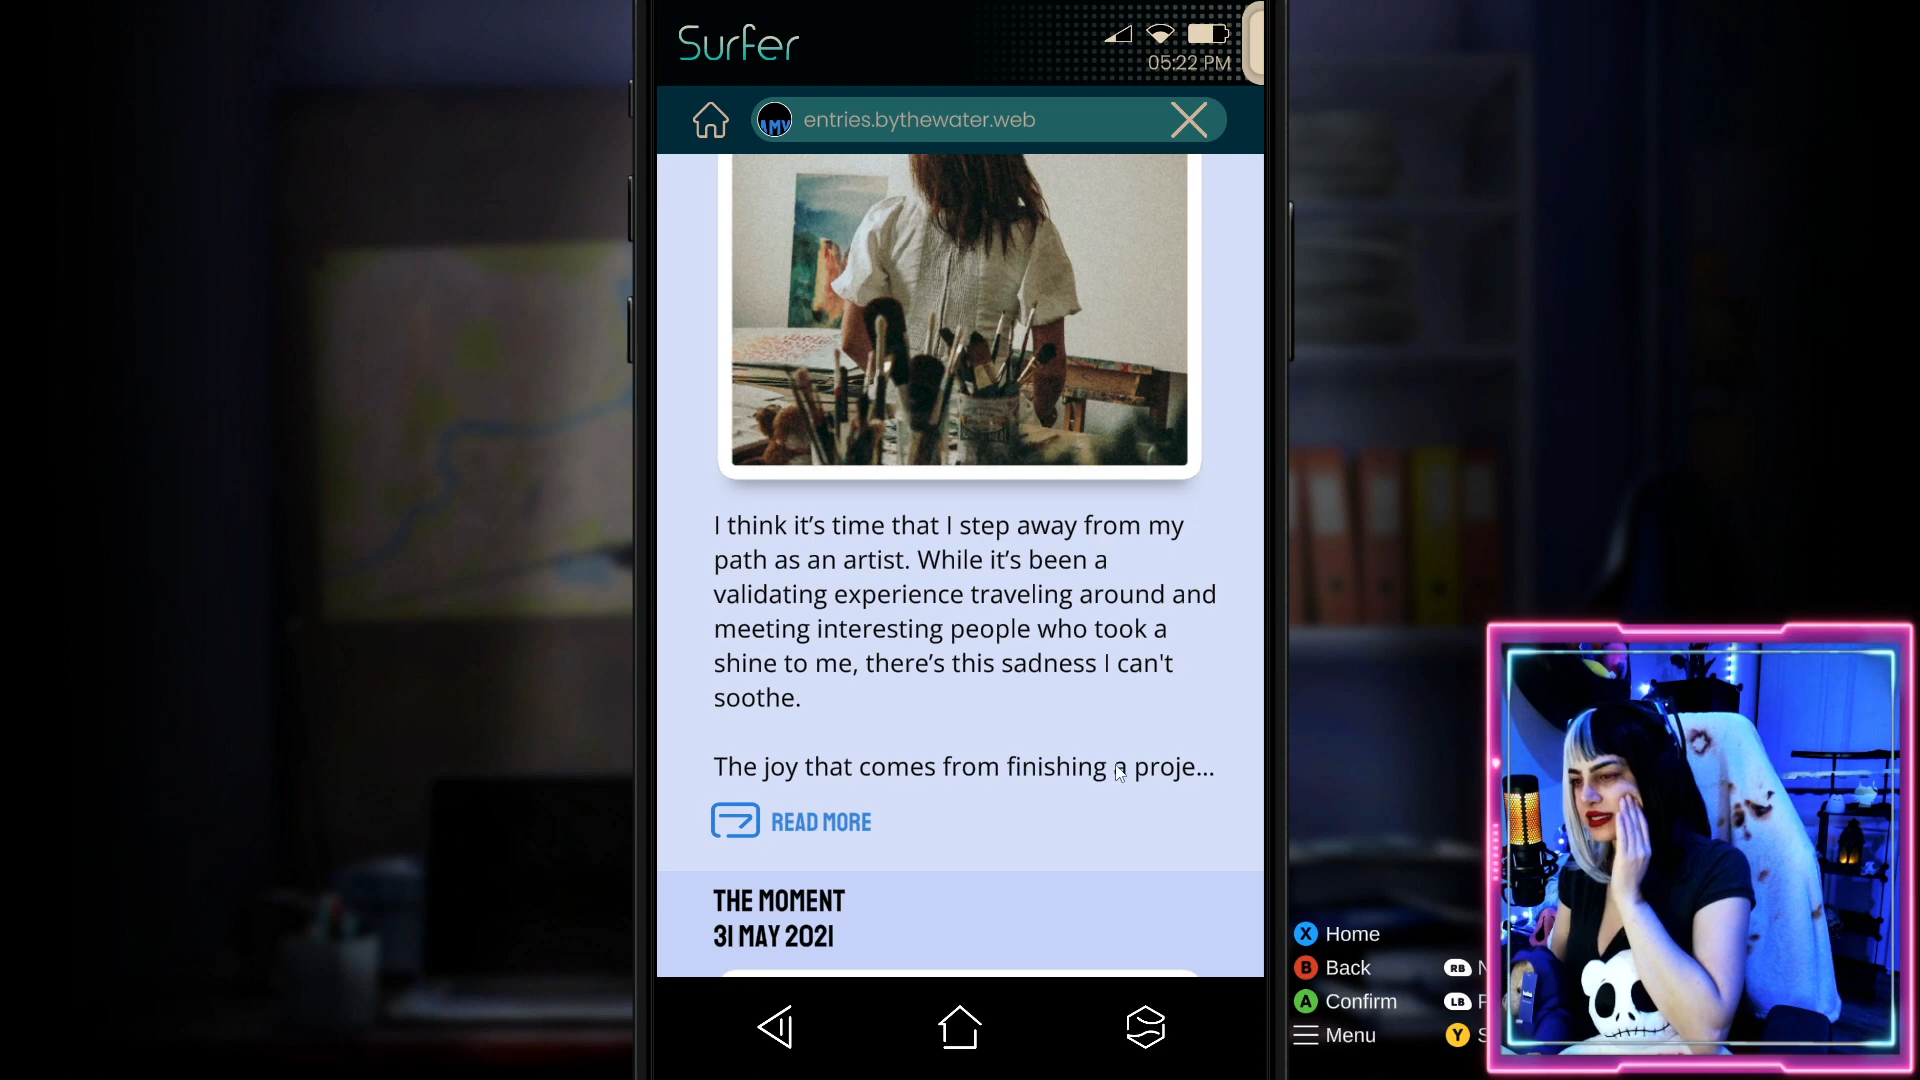 Surfer
05:22 PM
AMY
entries.bythewater.web
I think it’s time that I step away from my
path as an artist. While it’s been a
validating experience traveling around and
meeting interesting people who took a
shine to me, there’s this sadness I can't
soothe.
The joy that comes from finishing a proje...
READ MORE
THE MOMENT
31 MAY 2021
X Home
B Back
RB
A Confirm
LB
Menu
Y